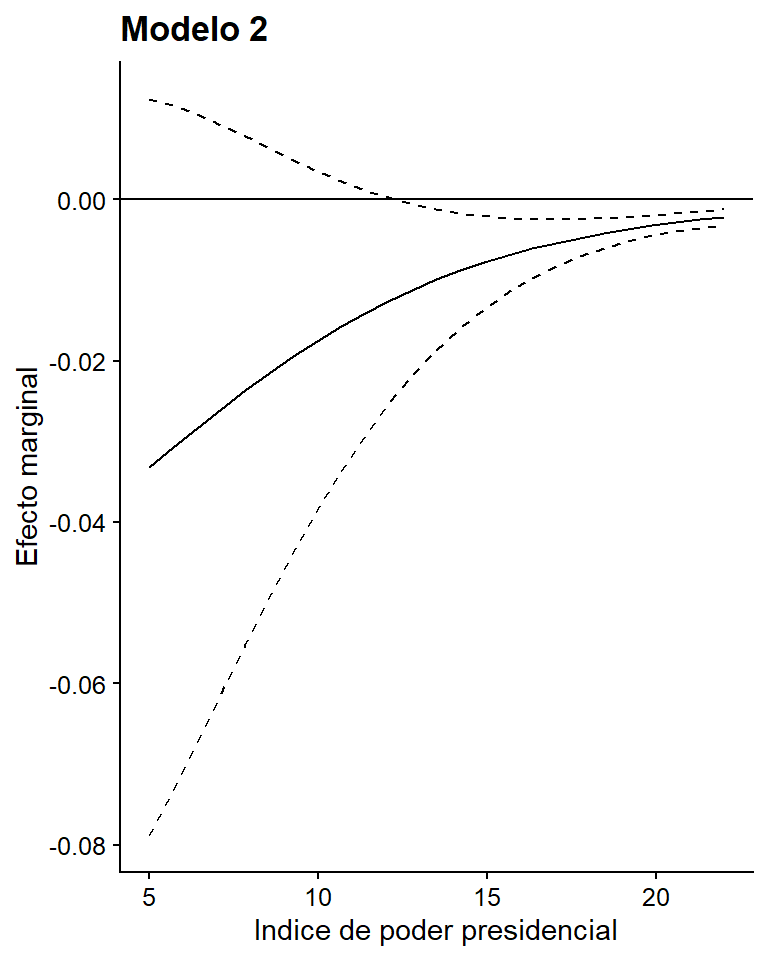 Modelo 2
Efecto marginal
0.00
-0.02
-0.04
-0.06
-0.08
5 10 15 20
Indice de poder presidencial